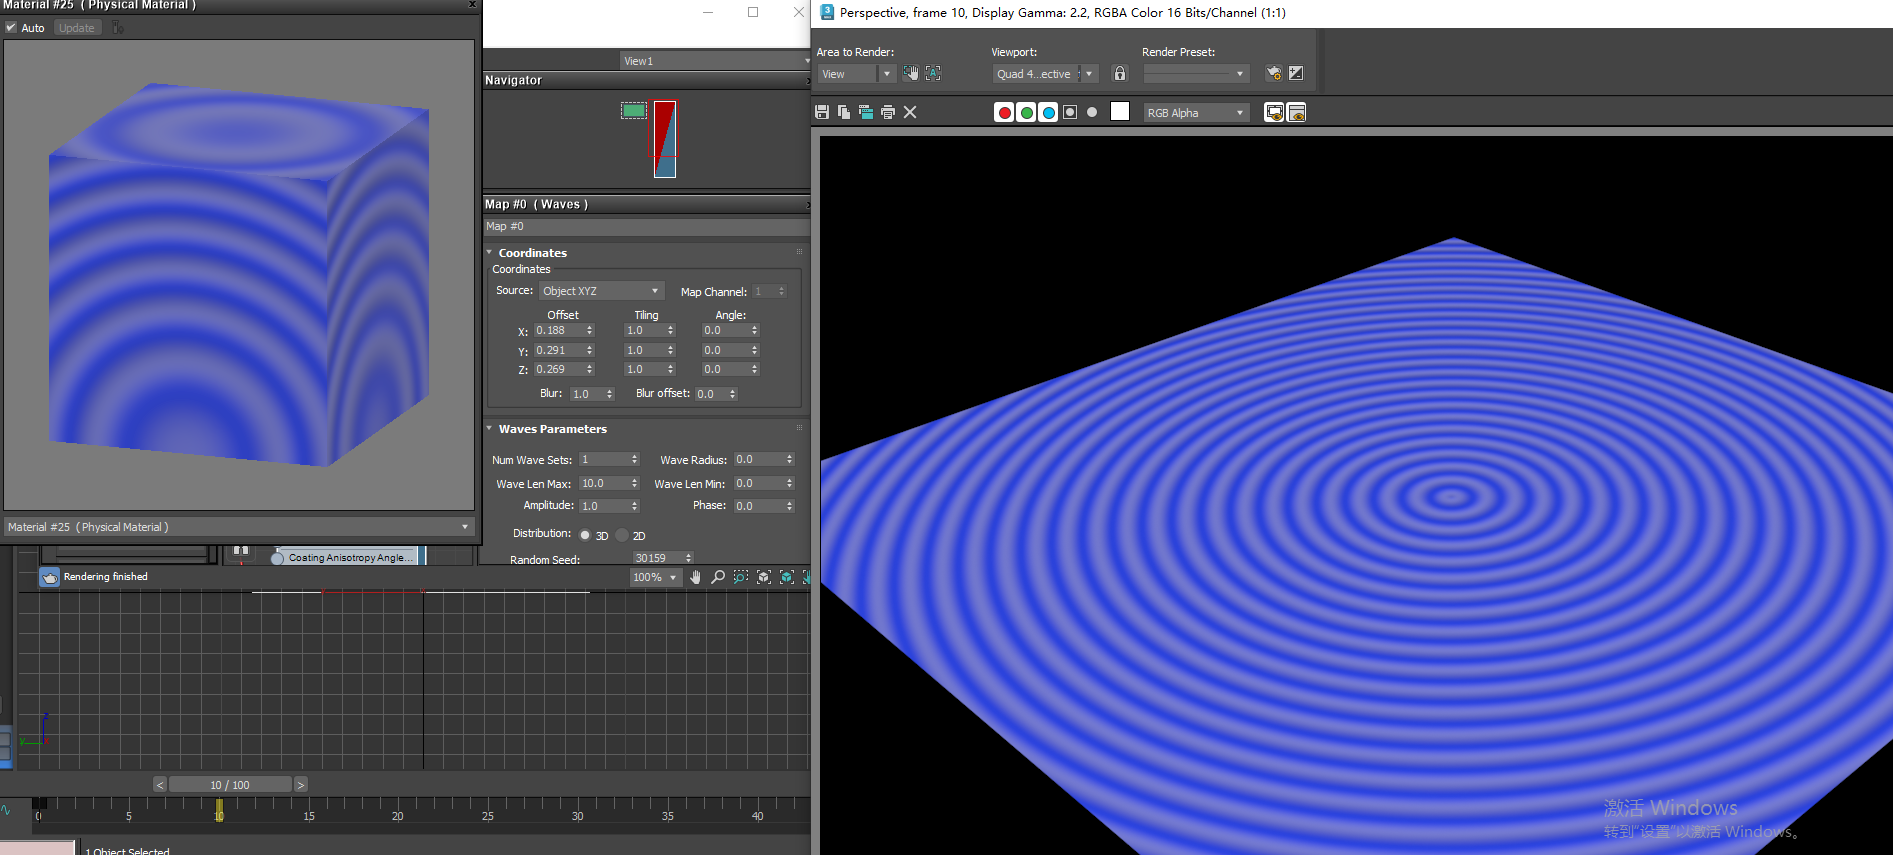 Material #25 ( Physical Material )
Auto
Update
Material #25 ( Physical Material )
Coating Anisotropy Angle...
Rendering finished
100%
View1
Navigator
Map #0 ( Waves )
Map #0
Coordinates
Coordinates
Source: Object XYZ Map Channel: 1
Offset Tiling Angle:
X: 0.188 1.0 0.0
Y: 0.291 1.0 0.0
Z: 0.269 1.0 0.0
Blur: 1.0 Blur offset: 0.0
Waves Parameters
Num Wave Sets: 1 Wave Radius: 0.0
Wave Len Max: 10.0 Wave Len Min: 0.0
Amplitude: 1.0 Phase: 0.0
Distribution: 3D 2D
Random Seed: 30159
z
y
< 10 / 100 >
0 5 10 15 20 25 30 35 40
1 Object Selected
3
Perspective, frame 10, Display Gamma: 2.2, RGBA Color 16 Bits/Channel (1:1)
Area to Render: Viewport: Render Preset:
View Quad 4...ective
RGB Alpha
激活 Windows
转到“设置”以激活 Windows。